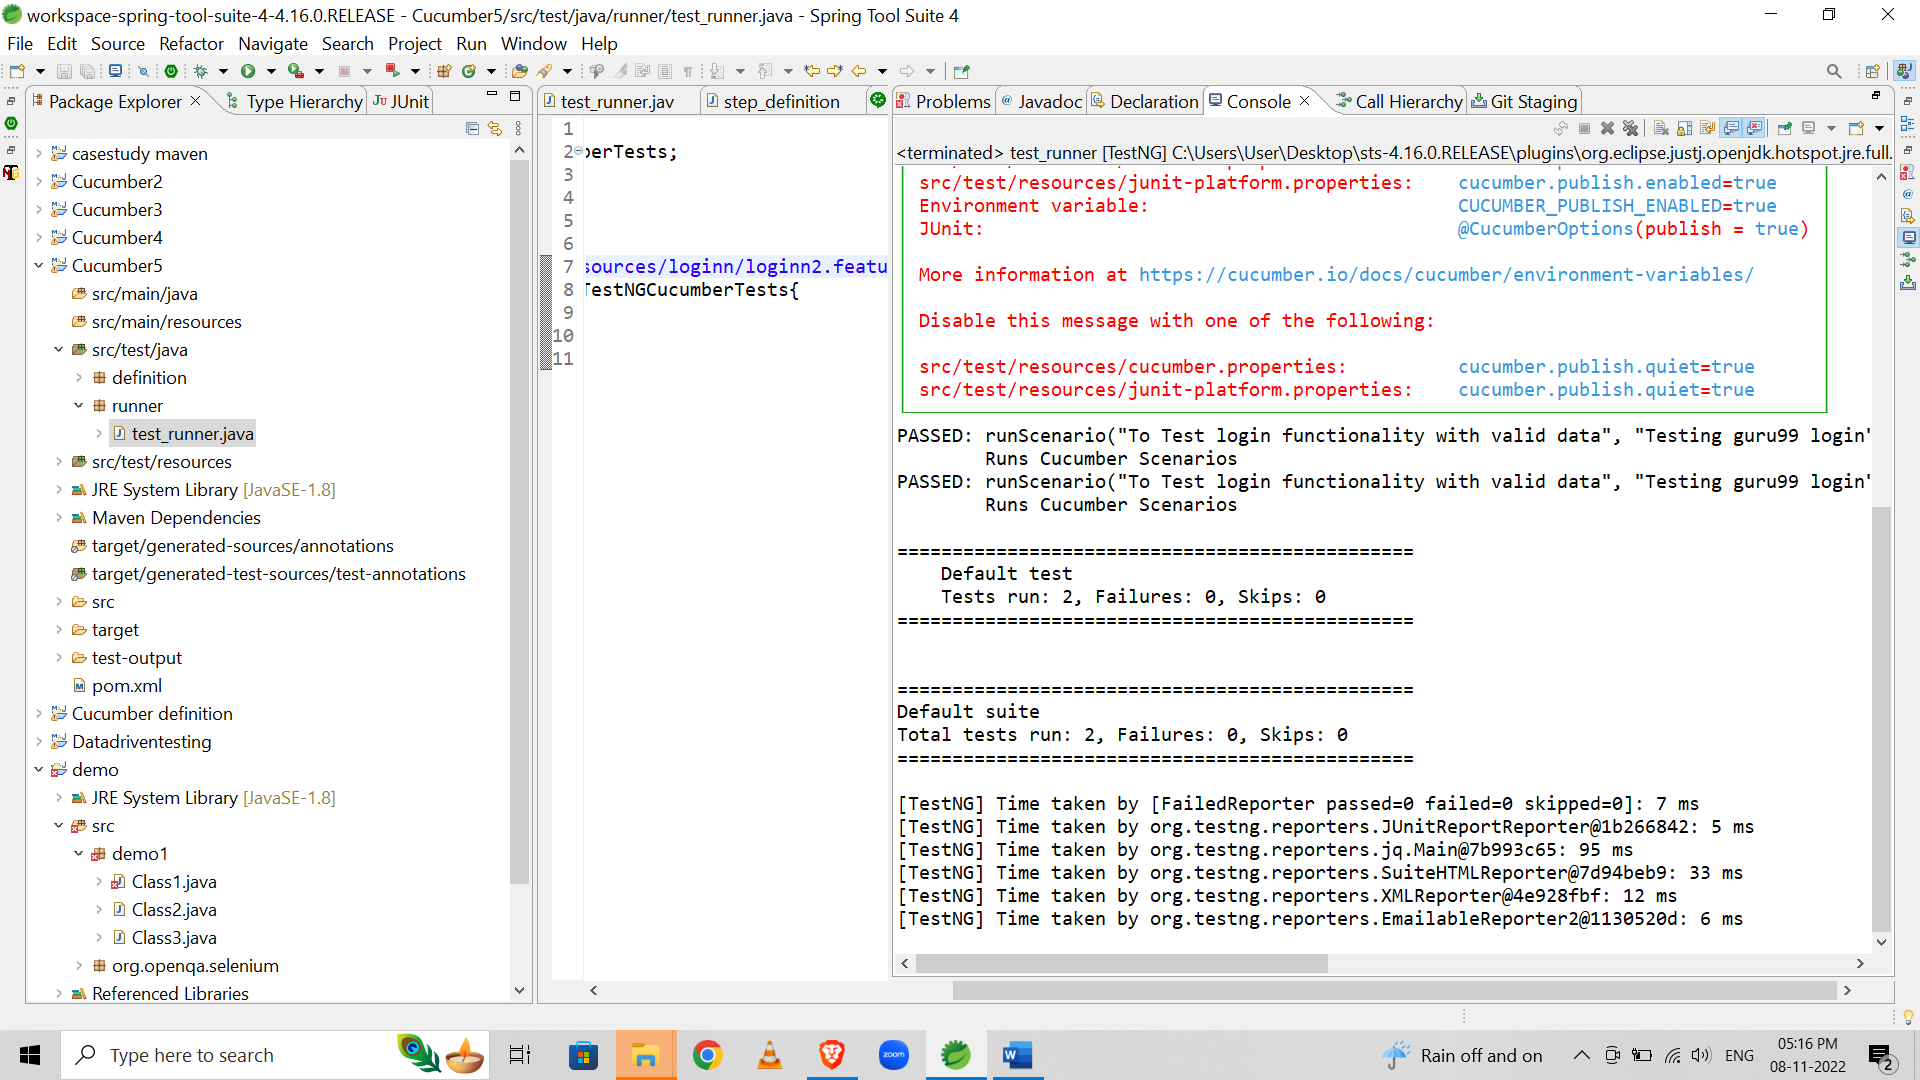 workspace-spring-tool-suite-4-4.16.0.RELEASE - Cucumber5/src/test/java/runner/test_runner.java - Spring Tool Suite 4
File Edit Source Refactor Navigate Search Project Run Window Help
Package Explorer Type Hierarchy JUnit
casestudy maven
Cucumber2
Cucumber3
Cucumber4
Cucumber5
src/main/java
src/main/resources
src/test/java
definition
runner
test_runner.java
src/test/resources
JRE System Library [JavaSE-1.8]
Maven Dependencies
target/generated-sources/annotations
target/generated-test-sources/test-annotations
src
target
test-output
pom.xml
Cucumber definition
Datadriventesting
demo
JRE System Library [JavaSE-1.8]
src
demo1
Class1.java
Class2.java
Class3.java
org.openqa.selenium
Referenced Libraries
test_runner.jav step_definition
1
2 perTests;
3
4
5
6
7 sources/loginn/loginn2.featu
8 TestNGCucumberTests{
9
10
11
Problems Javadoc Declaration Console Call Hierarchy Git Staging
<terminated> test_runner [TestNG] C:\Users\User\Desktop\sts-4.16.0.RELEASE\plugins\org.eclipse.justj.openjdk.hotspot.jre.full.
src/test/resources/junit-platform.properties: cucumber.publish.enabled=true
Environment variable: CUCUMBER_PUBLISH_ENABLED=true
JUnit: @CucumberOptions(publish = true)
More information at https://cucumber.io/docs/cucumber/environment-variables/
Disable this message with one of the following:
src/test/resources/cucumber.properties: cucumber.publish.quiet=true
src/test/resources/junit-platform.properties: cucumber.publish.quiet=true
PASSED: runScenario("To Test login functionality with valid data", "Testing guru99 login"
Runs Cucumber Scenarios
PASSED: runScenario("To Test login functionality with valid data", "Testing guru99 login"
Runs Cucumber Scenarios
===============================================
Default test
Tests run: 2, Failures: 0, Skips: 0
===============================================
===============================================
Default suite
Total tests run: 2, Failures: 0, Skips: 0
===============================================
[TestNG] Time taken by [FailedReporter passed=0 failed=0 skipped=0]: 7 ms
[TestNG] Time taken by org.testng.reporters.JUnitReportReporter@1b266842: 5 ms
[TestNG] Time taken by org.testng.reporters.jq.Main@7b993c65: 95 ms
[TestNG] Time taken by org.testng.reporters.SuiteHTMLReporter@7d94beb9: 33 ms
[TestNG] Time taken by org.testng.reporters.XMLReporter@4e928fbf: 12 ms
[TestNG] Time taken by org.testng.reporters.EmailableReporter2@1130520d: 6 ms
Type here to search
zoom
Rain off and on
ENG
05:16 PM
08-11-2022
2